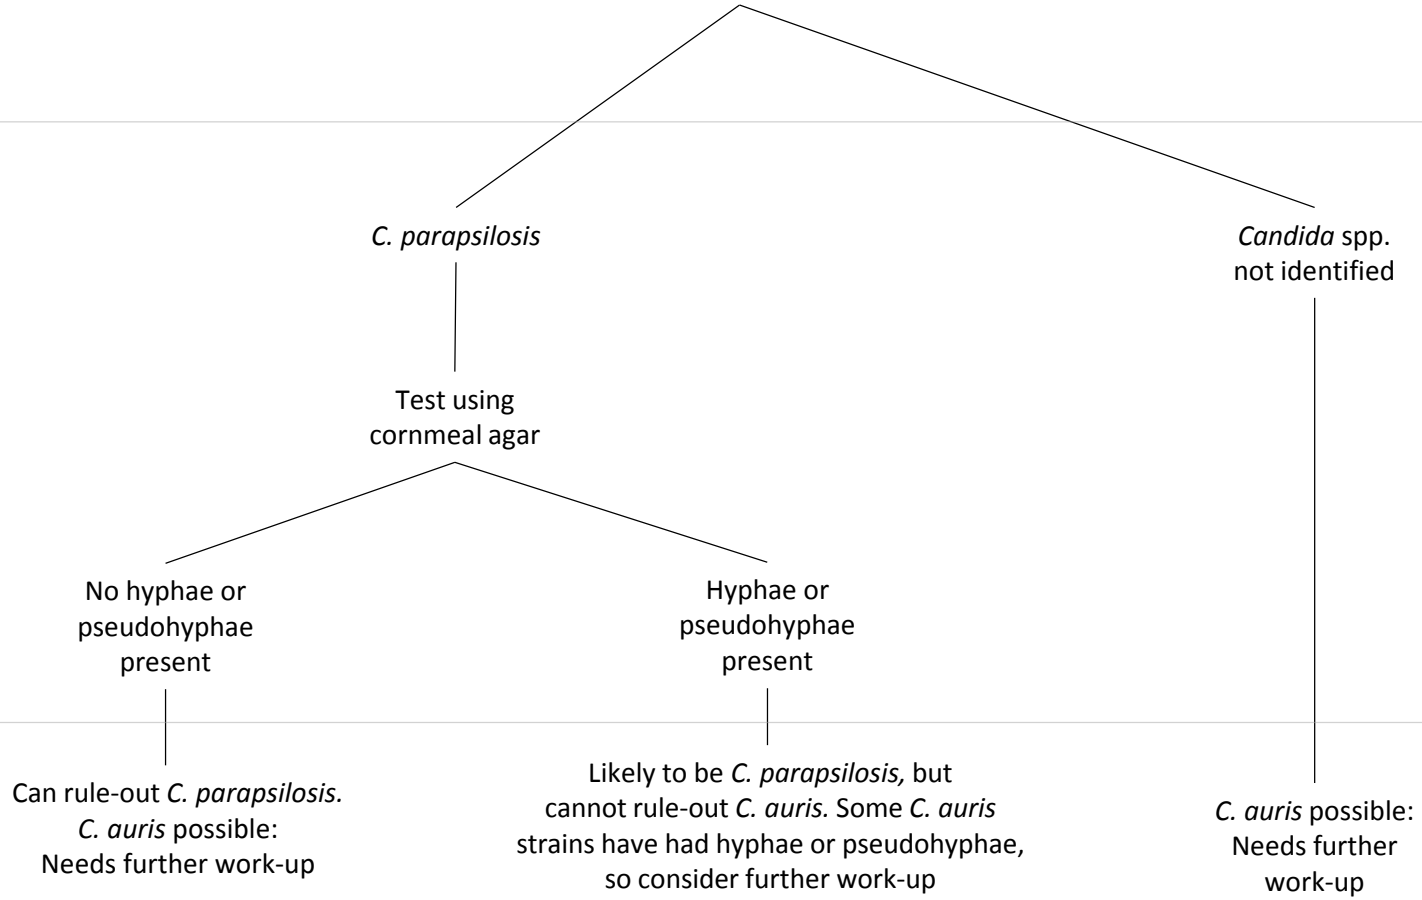 C. parapsilosis
Candida spp.
not identified
Test using
cornmeal agar
No hyphae or
pseudohyphae
present
Hyphae or
pseudohyphae
present
Can rule-out C. parapsilosis.
C. auris possible:
Needs further work-up
Likely to be C. parapsilosis, but
cannot rule-out C. auris. Some C. auris
strains have had hyphae or pseudohyphae,
so consider further work-up
C. auris possible:
Needs further
work-up